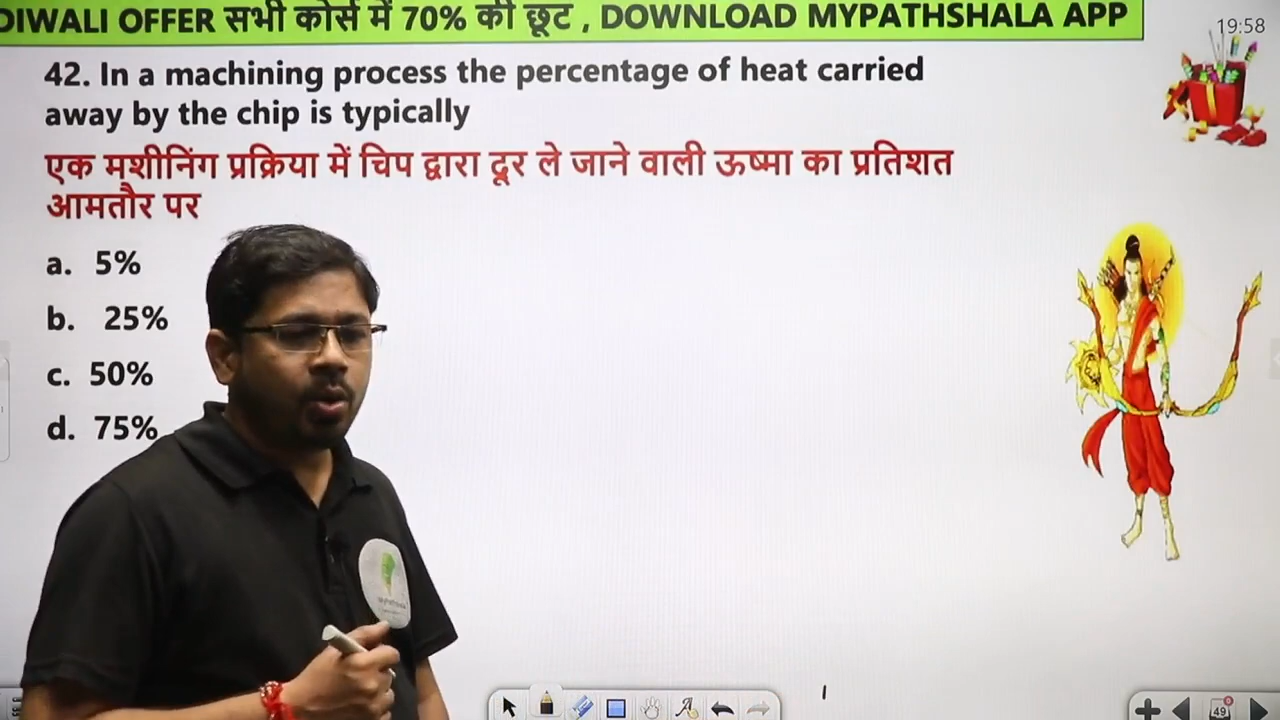 DIWALI OFFER सभी कोर्स में 70% की छूट , DOWNLOAD MYPATHSHALA APP
19:58
42. In a machining process the percentage of heat carried
away by the chip is typically
एक मशीनिंग प्रक्रिया में चिप द्वारा दूर ले जाने वाली ऊष्मा का प्रतिशत
आमतौर पर
a. 5%
b. 25%
c. 50%
d. 75%
49